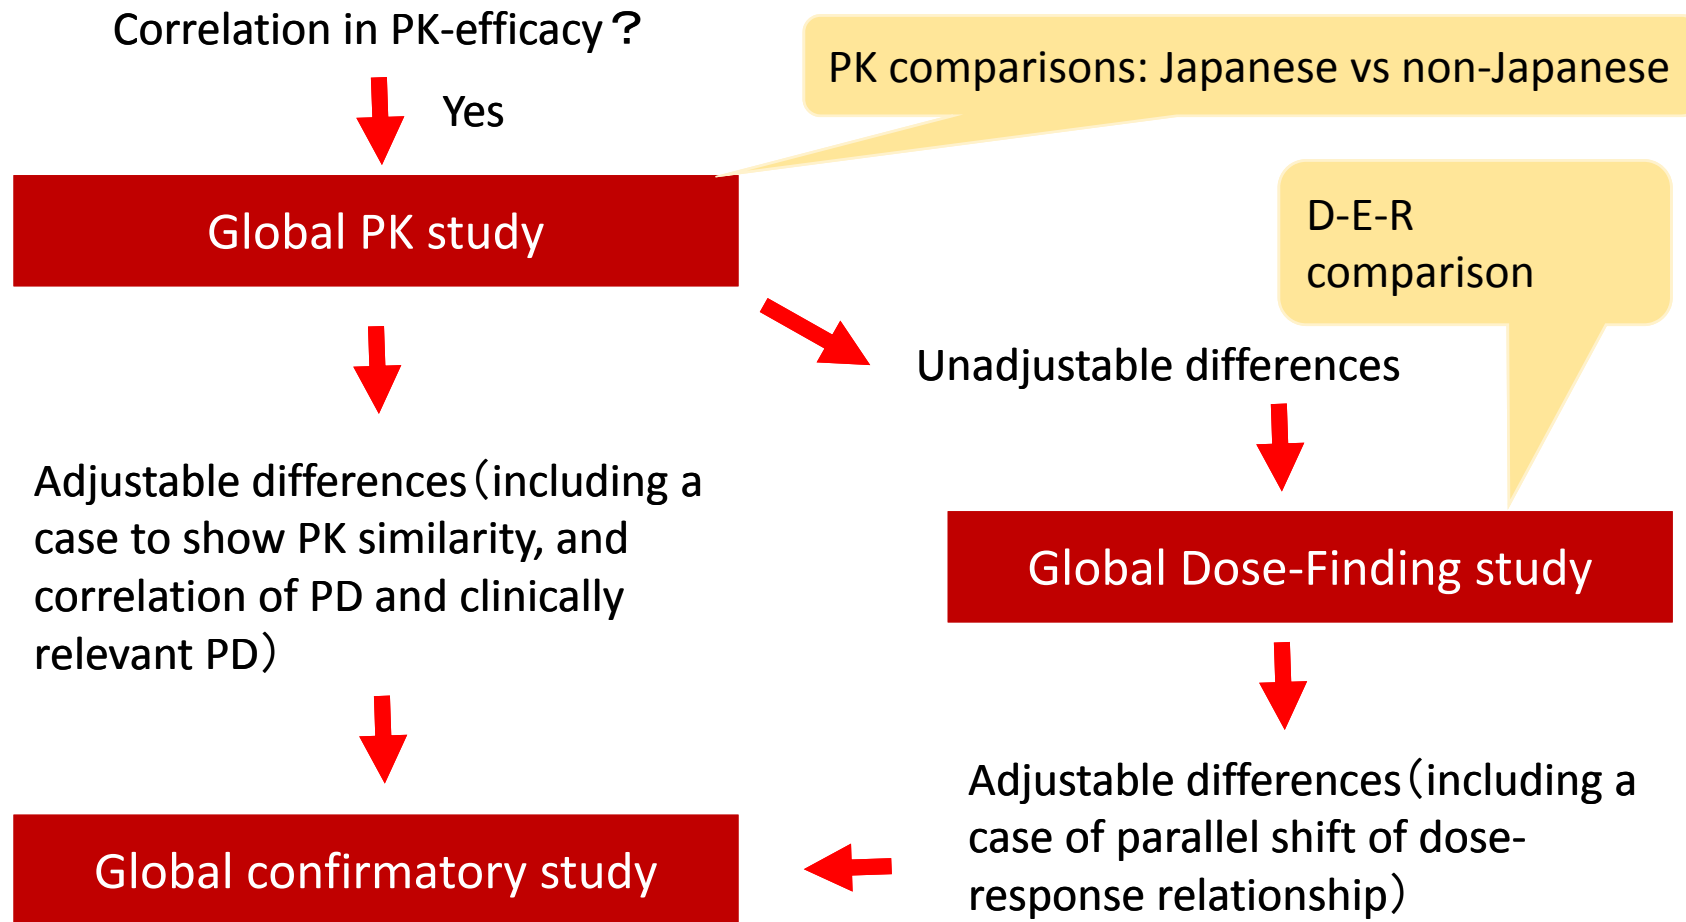 Correlation in PK-efficacy？
PK comparisons: Japanese vs non-Japanese
Yes
Global PK study
D-E-R
comparison
Unadjustable differences
Adjustable differences（including a
case to show PK similarity, and
correlation of PD and clinically
relevant PD）
Global Dose-Finding study
Adjustable differences（including a
case of parallel shift of dose-
response relationship）
Global confirmatory study